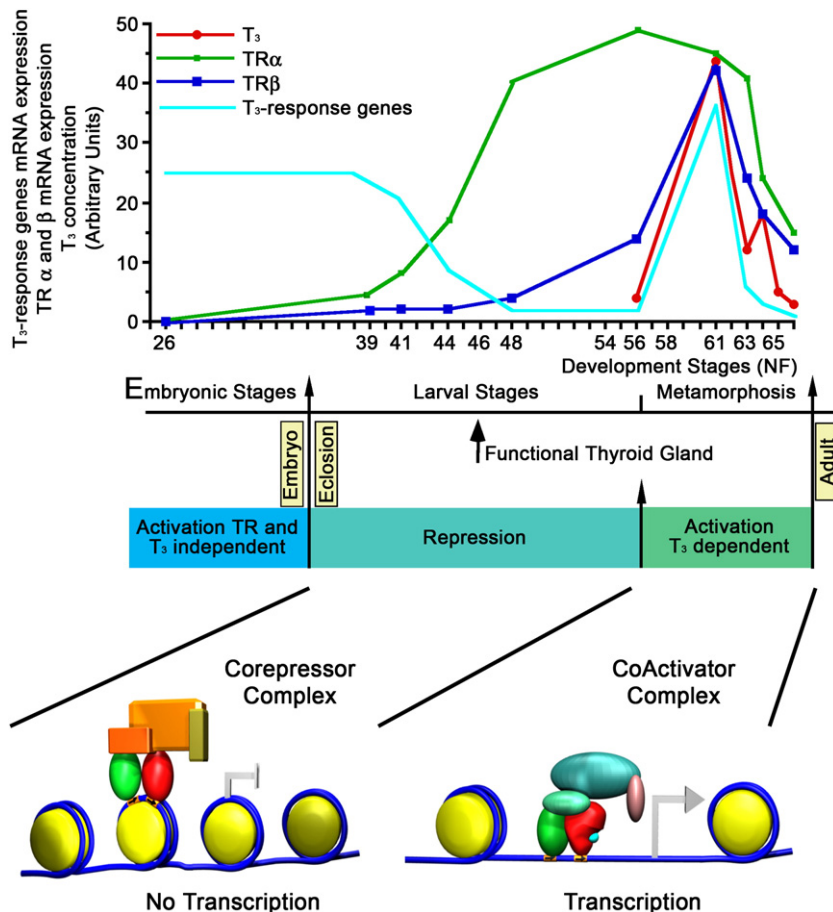 T₃-response genes mRNA expression
TR α and β mRNA expression
T₃ concentration
(Arbitrary Units)
50
40
30
20
10
0
T₃
TRα
TRβ
T₃-response genes
26
39
41
44
46
48
54
56
58
61
63
65
Development Stages (NF)
Embryonic Stages
Larval Stages
Metamorphosis
Embryo
Eclosion
Functional Thyroid Gland
Adult
Activation TR and
T₃ independent
Repression
Activation
T₃ dependent
Corepressor
Complex
CoActivator
Complex
No Transcription
Transcription